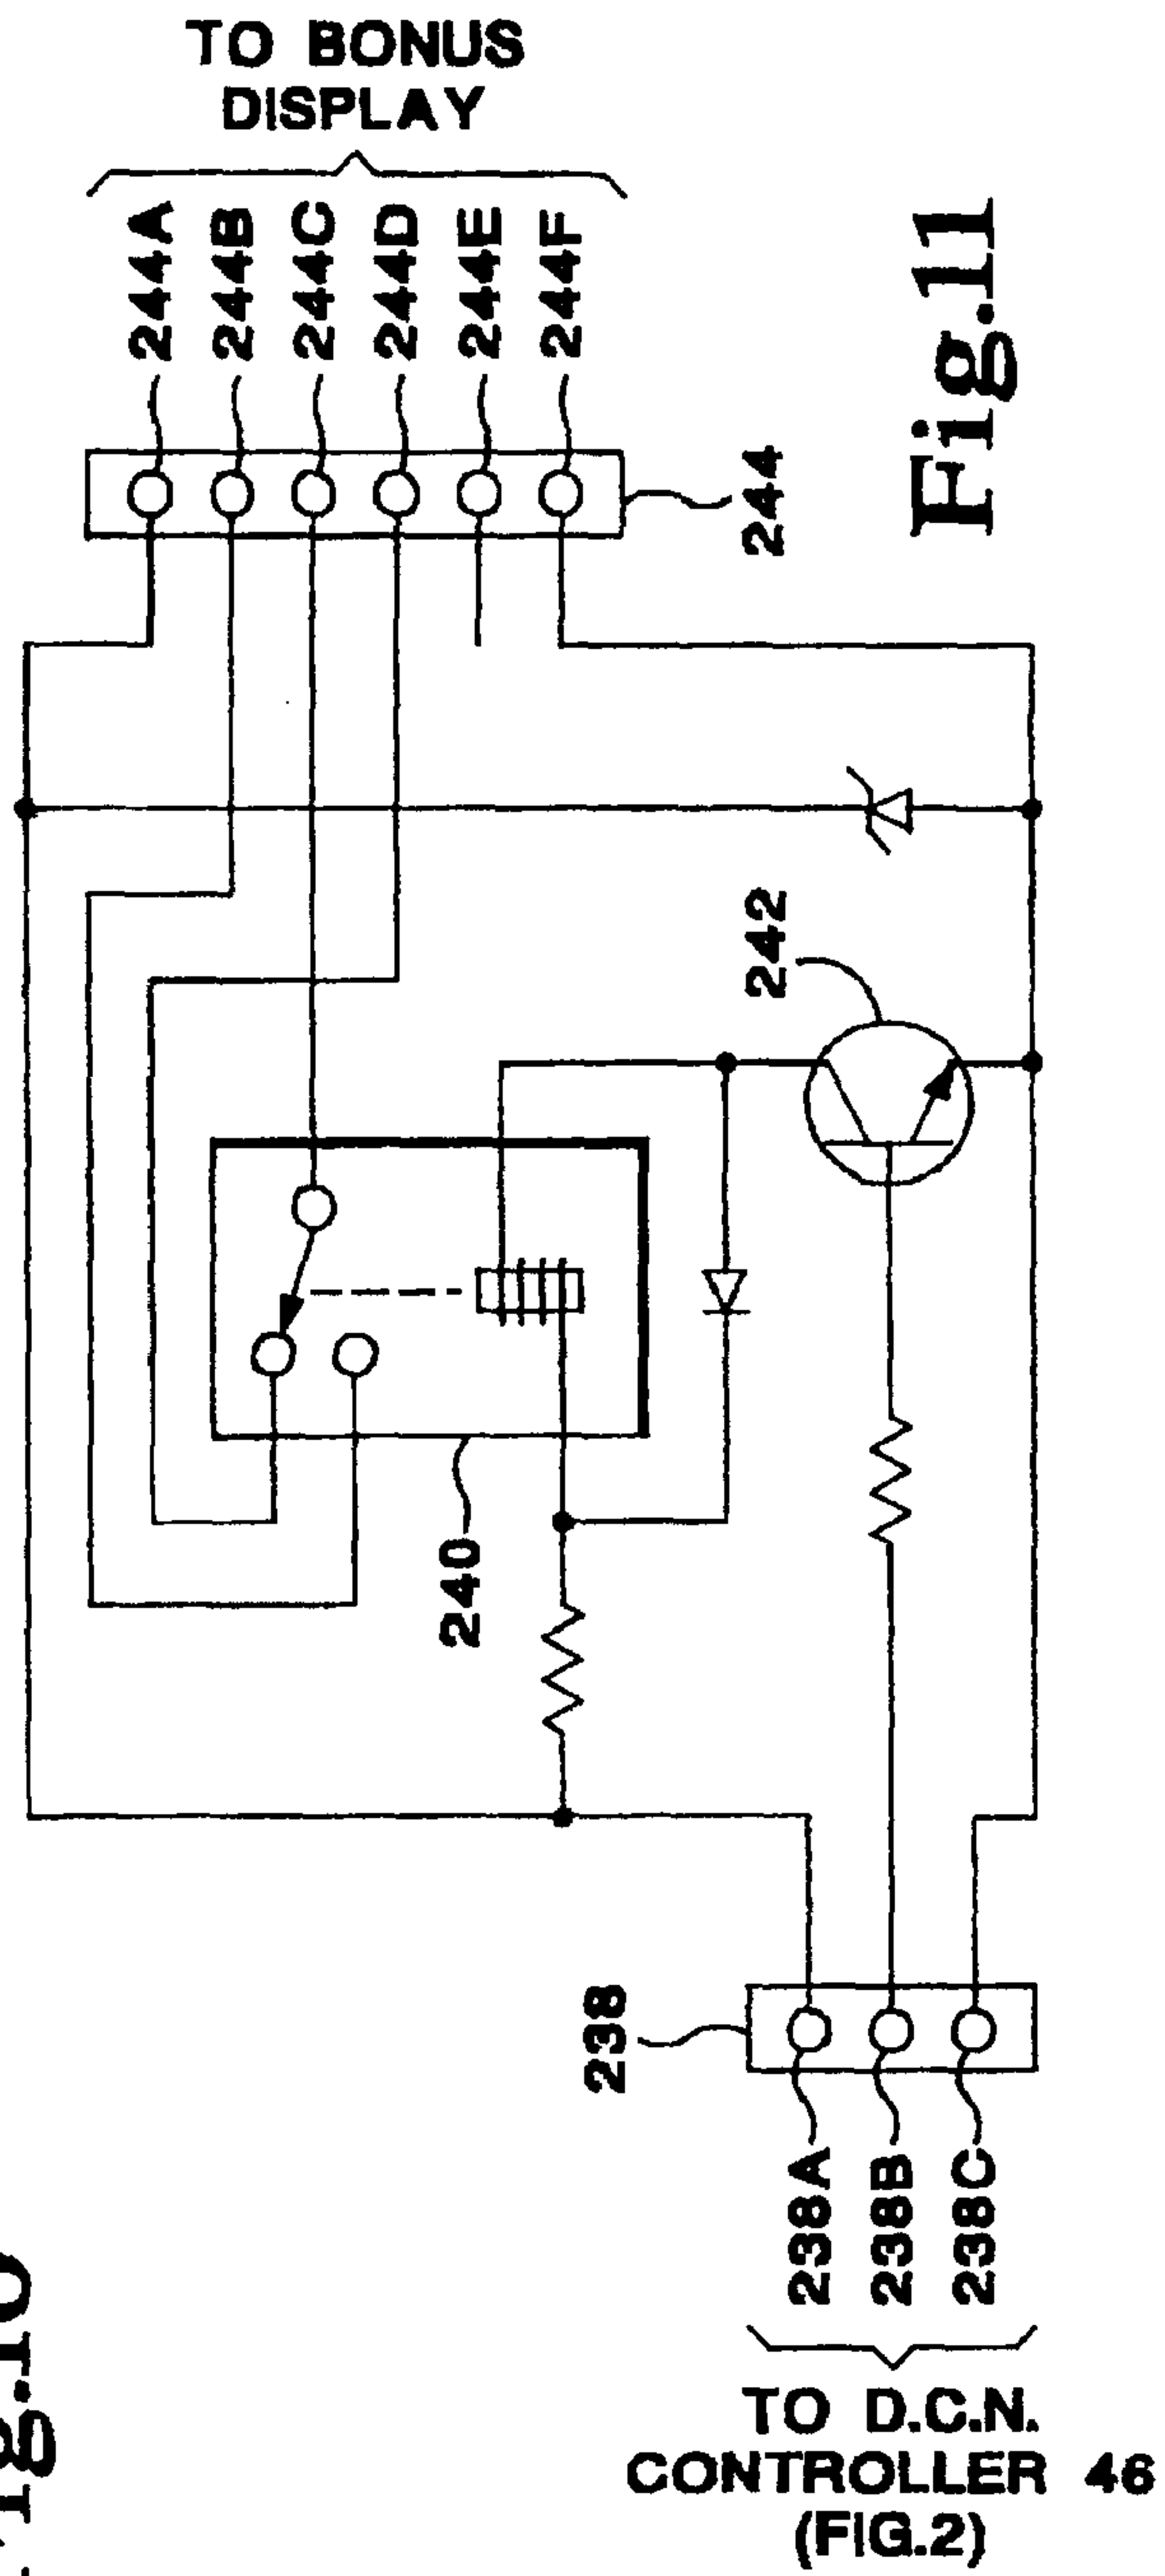 TO BONUS
DISPLAY
244A
244B
244C
244D
244E
244F
244
Fig.11
242
240
238
238A
238B
238C
TO D.C.N.
CONTROLLER 46
(FIG.2)